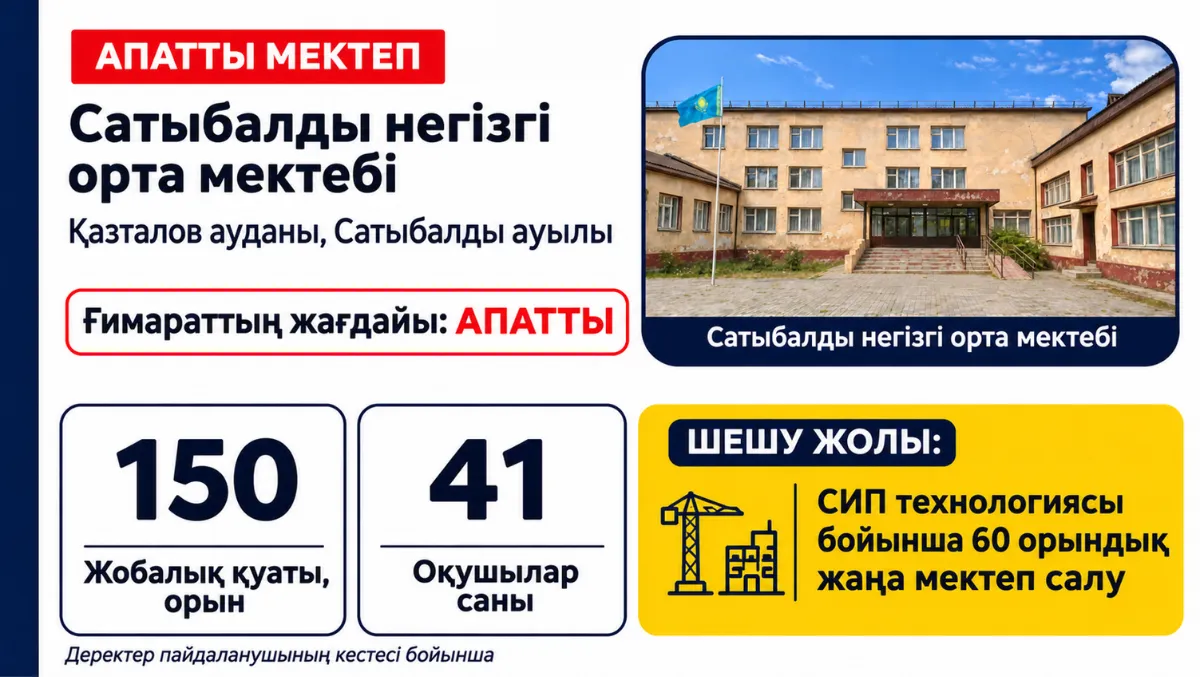 АПАТТЫ МЕКТЕП
Сатыбалды негізгі
орта мектебі
Қазталов ауданы, Сатыбалды ауылы
Ғимараттың жағдайы: АПАТТЫ
Сатыбалды негізгі орта мектебі
150
Жобалық қуаты,
орын
41
Оқушылар
саны
ШЕШУ ЖОЛЫ:
СИП технологиясы
бойынша 60 орындық
жаңа мектеп салу
Деректер пайдаланушының кестесі бойынша